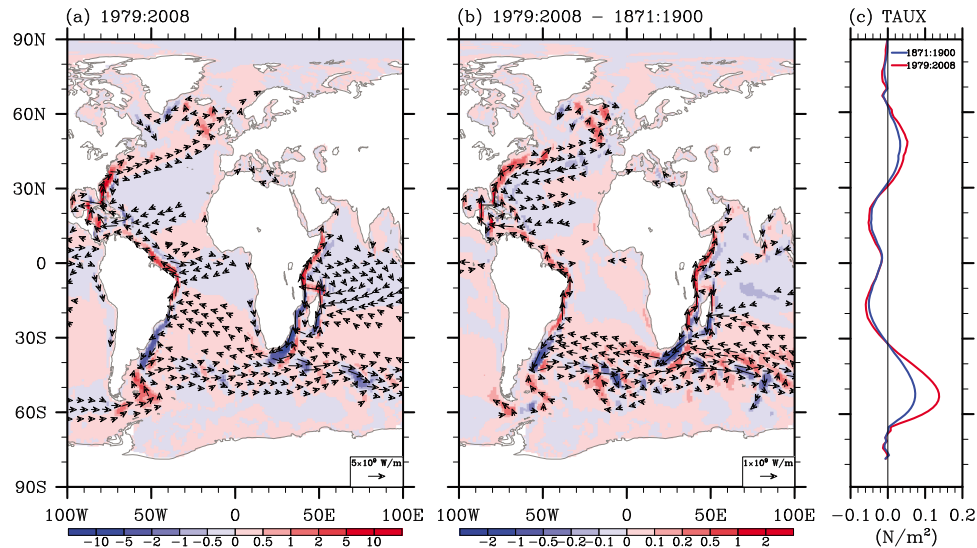 (a) 1979:2008
(b) 1979:2008 − 1871:1900
(c) TAUX
90N
60N
30N
0
30S
60S
90S
1871:1900
1979:2008
5×10⁹ W/m
1×10⁹ W/m
100W 50W 0 50E 100E
100W 50W 0 50E 100E
−0.1 0.0 0.1 0.2
(N/m²)
−10 −5 −2 −1 −0.5 0 0.5 1 2 5 10
−2 −1 −0.5 −0.2 −0.1 0 0.1 0.2 0.5 1 2